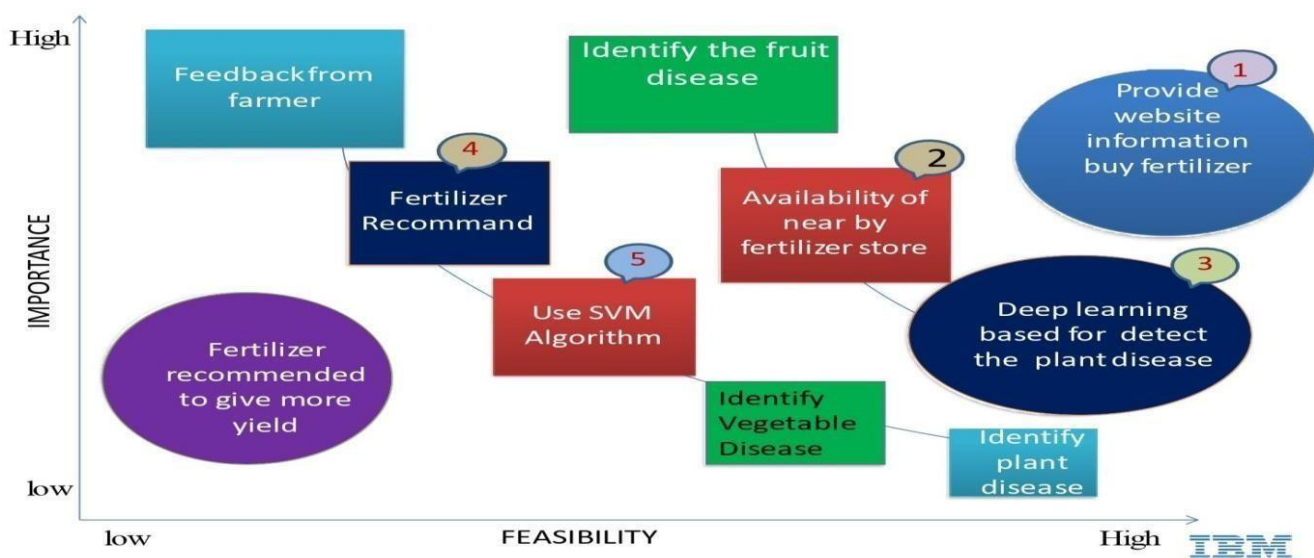 High
Feedback from
farmer
Identify the fruit
disease
1
Provide
website
information
buy fertilizer
4
Fertilizer
Recommand
2
Availability of
near by
fertilizer store
IMPORTANCE
5
Use SVM
Algorithm
3
Deep learning
based for detect
the plant disease
Fertilizer
recommended
to give more
yield
Identify
Vegetable
Disease
Identify
plant
disease
low
low
FEASIBILITY
High
IBM